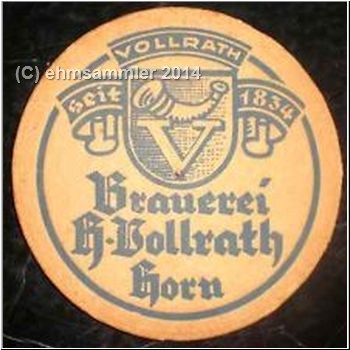 VOLLRATH
(C) ehmsammler 2014
Seit 1834
V
Brauerei
H. Vollrath
Horn